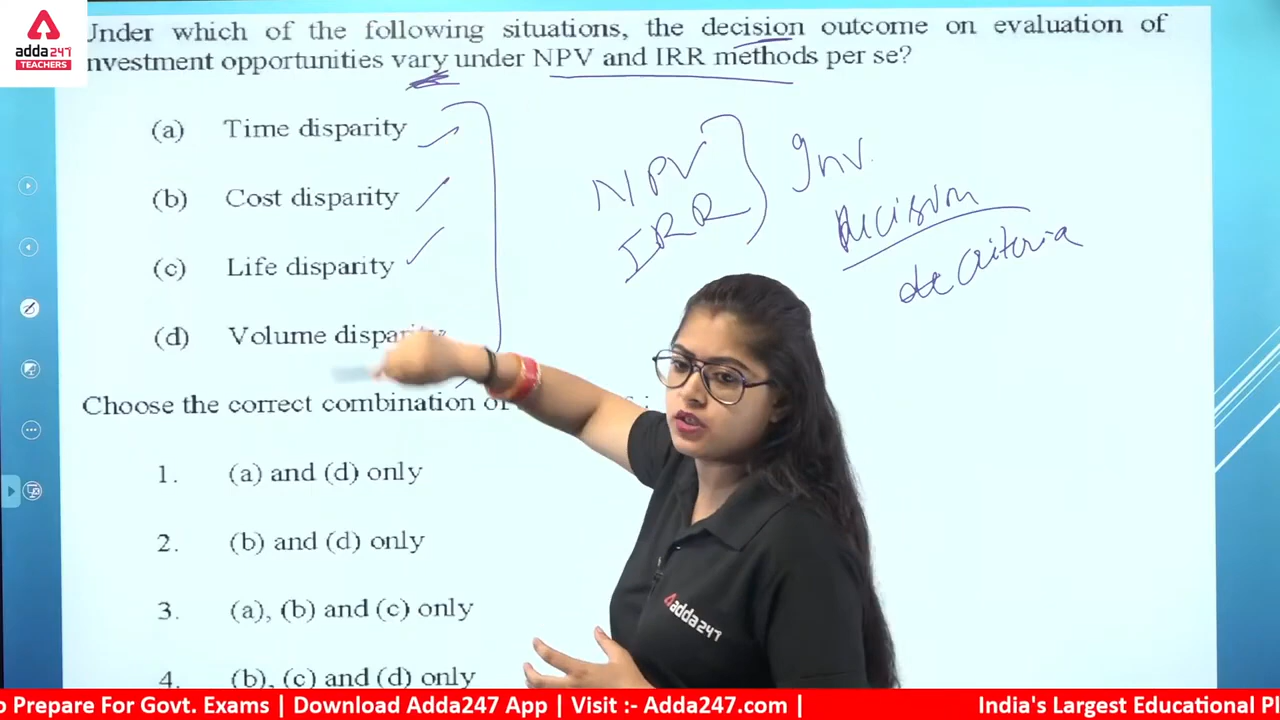 adda247
TEACHERS
Under which of the following situations, the decision outcome on evaluation of
investment opportunities vary under NPV and IRR methods per se?
(a) Time disparity
(b) Cost disparity
(c) Life disparity
(d) Volume disparity
NPV
IRR
Inv.
Decision
criteria
Choose the correct combination
1. (a) and (d) only
2. (b) and (d) only
3. (a), (b) and (c) only
4. (b), (c) and (d) only
adda247
o Prepare For Govt. Exams | Download Adda247 App | Visit :- Adda247.com | India's Largest Educational Pl